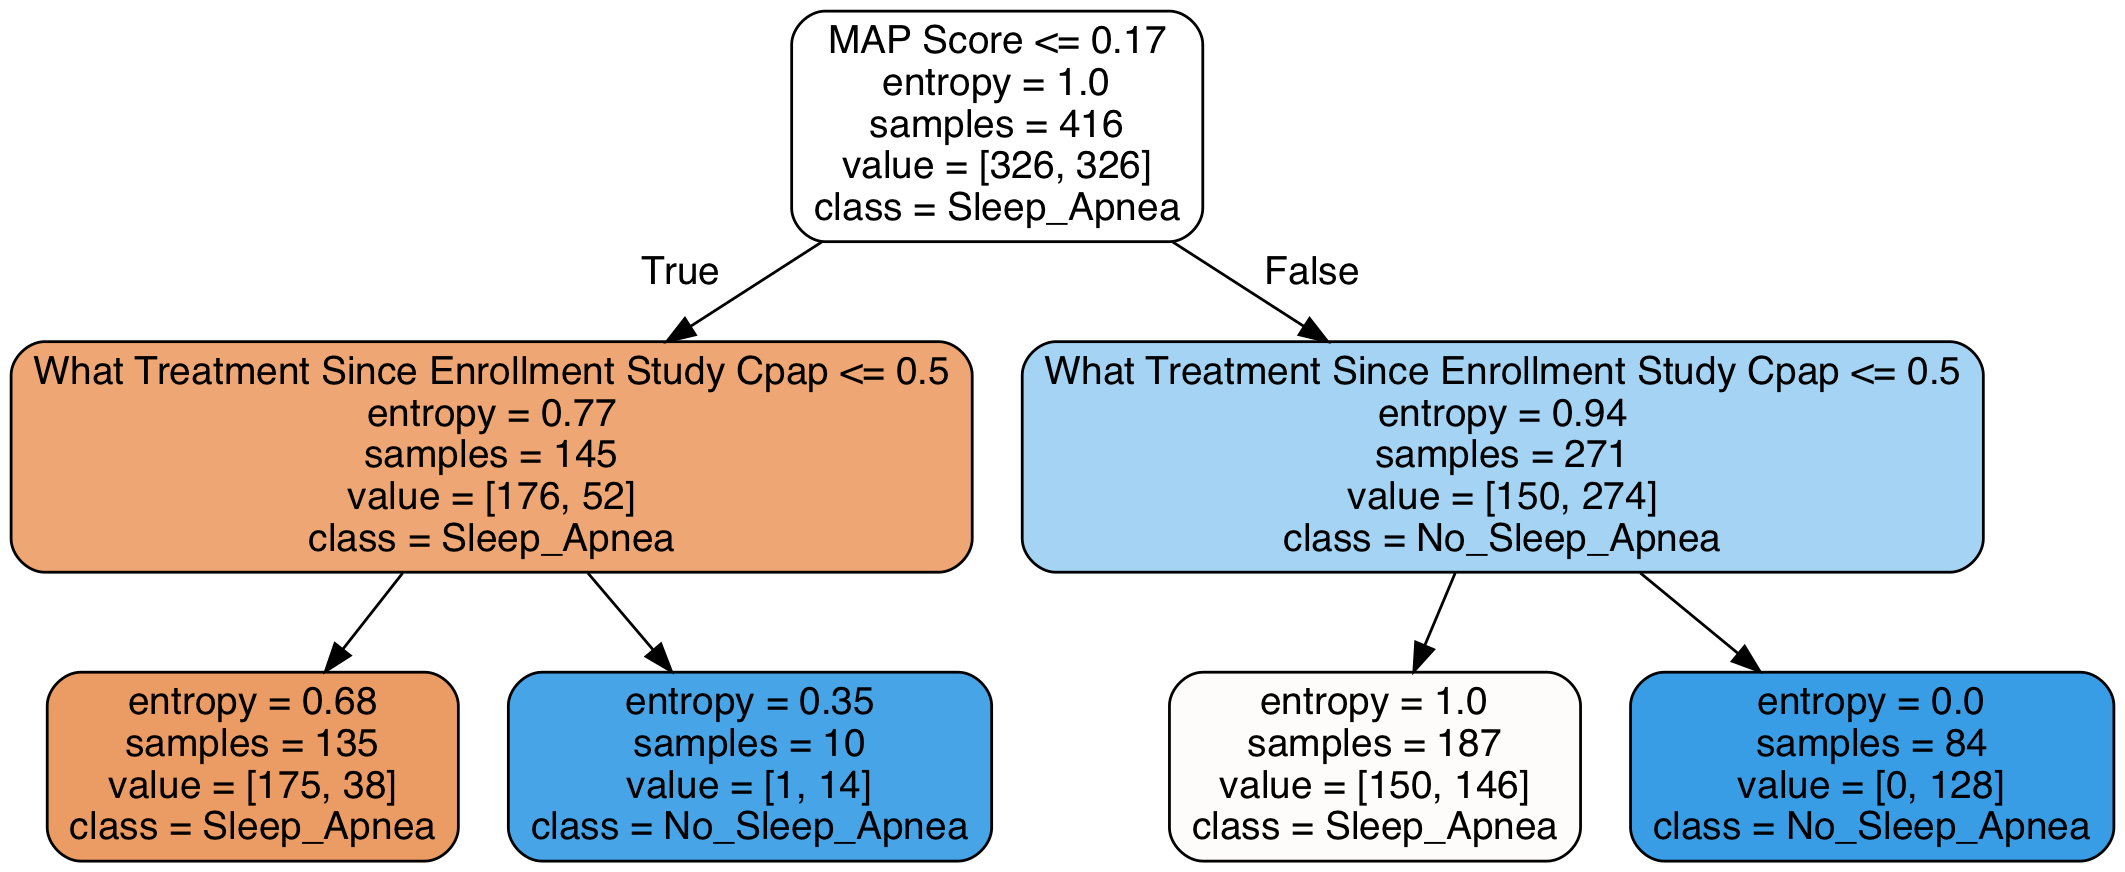 MAP Score <= 0.17
entropy = 1.0
samples = 416
value = [326, 326]
class = Sleep_Apnea
True
False
What Treatment Since Enrollment Study Cpap <= 0.5
entropy = 0.77
samples = 145
value = [176, 52]
class = Sleep_Apnea
What Treatment Since Enrollment Study Cpap <= 0.5
entropy = 0.94
samples = 271
value = [150, 274]
class = No_Sleep_Apnea
entropy = 0.68
samples = 135
value = [175, 38]
class = Sleep_Apnea
entropy = 0.35
samples = 10
value = [1, 14]
class = No_Sleep_Apnea
entropy = 1.0
samples = 187
value = [150, 146]
class = Sleep_Apnea
entropy = 0.0
samples = 84
value = [0, 128]
class = No_Sleep_Apnea